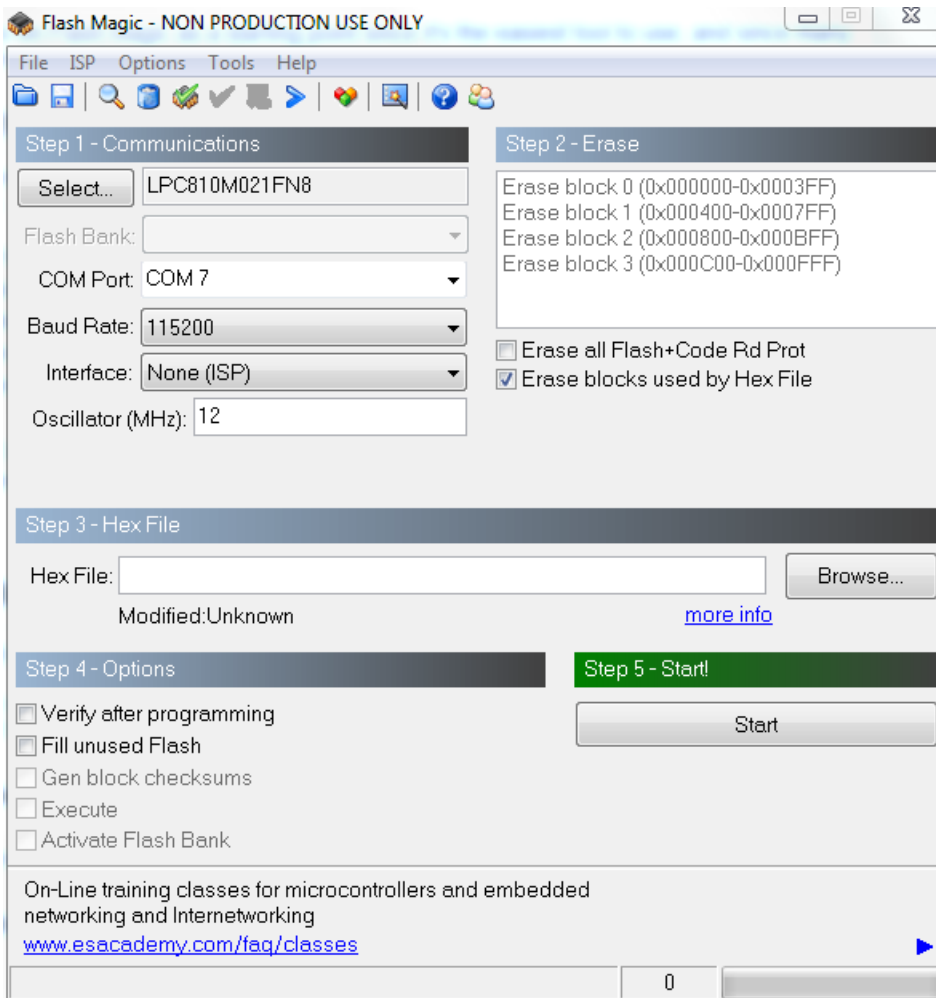 Flash Magic - NON PRODUCTION USE ONLY
File ISP Options Tools Help
Step 1 - Communications
Select... LPC810M021FN8
Flash Bank:
COM Port: COM 7
Baud Rate: 115200
Interface: None (ISP)
Oscillator (MHz): 12
Step 2 - Erase
Erase block 0 (0x000000-0x0003FF)
Erase block 1 (0x000400-0x0007FF)
Erase block 2 (0x000800-0x000BFF)
Erase block 3 (0x000C00-0x000FFF)
Erase all Flash+Code Rd Prot
Erase blocks used by Hex File
Step 3 - Hex File
Hex File: Browse...
Modified:Unknown more info
Step 4 - Options
Verify after programming
Fill unused Flash
Gen block checksums
Execute
Activate Flash Bank
Step 5 - Start!
Start
On-Line training classes for microcontrollers and embedded
networking and Internetworking
www.esacademy.com/faq/classes
0